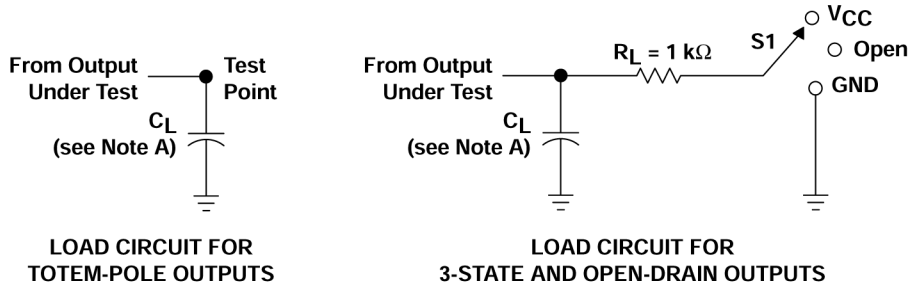 From Output
Under Test
Test
Point
CL
(see Note A)
LOAD CIRCUIT FOR
TOTEM-POLE OUTPUTS
From Output
Under Test
RL = 1 kΩ
S1
VCC
Open
GND
CL
(see Note A)
LOAD CIRCUIT FOR
3-STATE AND OPEN-DRAIN OUTPUTS